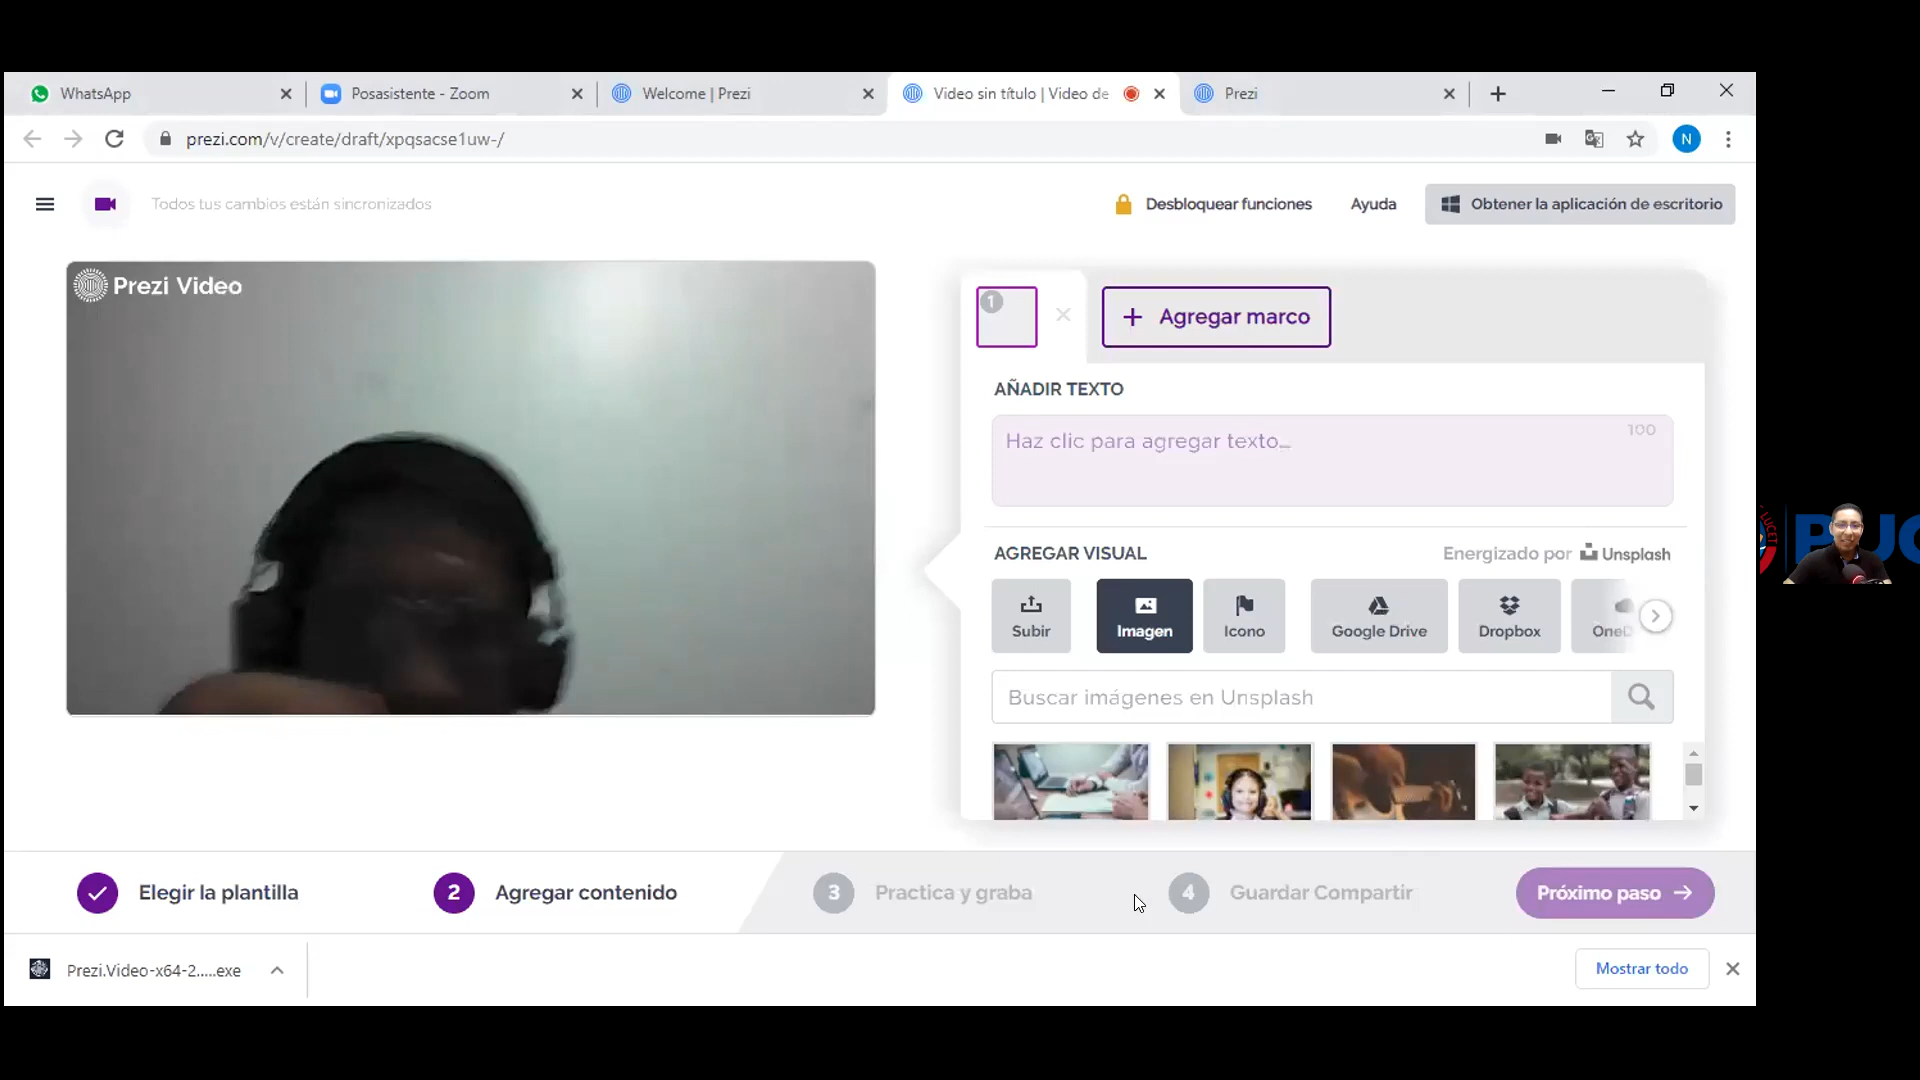 WhatsApp
Posasistente - Zoom
Welcome | Prezi
Video sin título | Video de
Prezi
prezi.com/v/create/draft/xpqsacse1uw-/
N
Todos tus cambios están sincronizados
Desbloquear funciones
Ayuda
Obtener la aplicación de escritorio
Prezi Video
1
+ Agregar marco
AÑADIR TEXTO
Haz clic para agregar texto...
100
AGREGAR VISUAL
Energizado por Unsplash
Subir
Imagen
Icono
Google Drive
Dropbox
OneD
Buscar imágenes en Unsplash
LUCET
PUC
Elegir la plantilla
2 Agregar contenido
3 Practica y graba
4 Guardar Compartir
Próximo paso →
Prezi.Video-x64-2.....exe
Mostrar todo